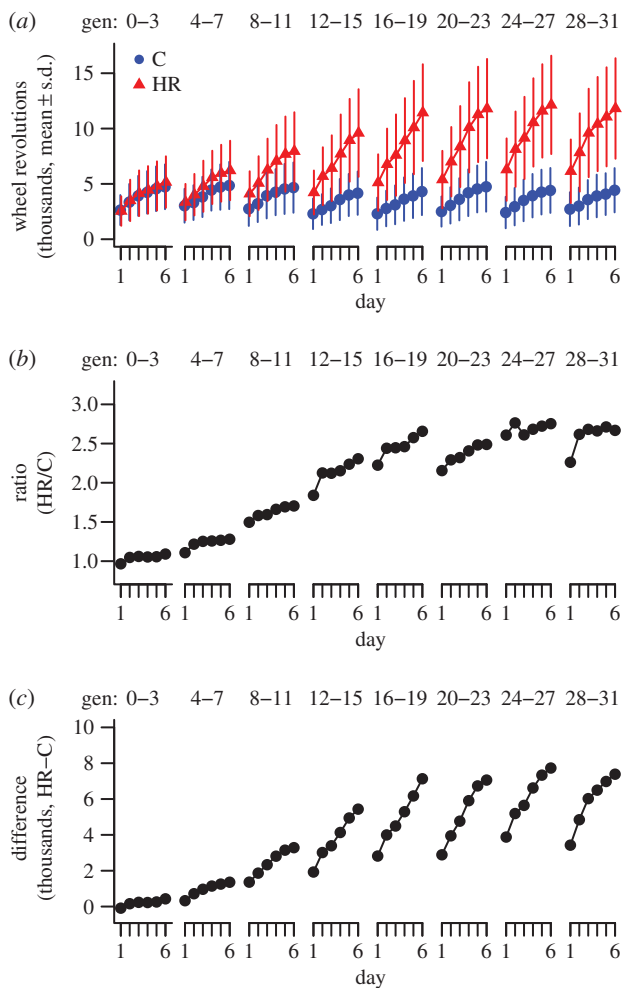 (a) gen: 0–3 4–7 8–11 12–15 16–19 20–23 24–27 28–31
C
HR
wheel revolutions
(thousands, mean ± s.d.)
15
10
5
0
1 6 1 6 1 6 1 6 1 6 1 6 1 6 1 6
day
(b) gen: 0–3 4–7 8–11 12–15 16–19 20–23 24–27 28–31
ratio
(HR/C)
3.0
2.5
2.0
1.0
1 6 1 6 1 6 1 6 1 6 1 6 1 6 1 6
day
(c) gen: 0–3 4–7 8–11 12–15 16–19 20–23 24–27 28–31
difference
(thousands, HR–C)
10
8
6
4
2
0
1 6 1 6 1 6 1 6 1 6 1 6 1 6 1 6
day